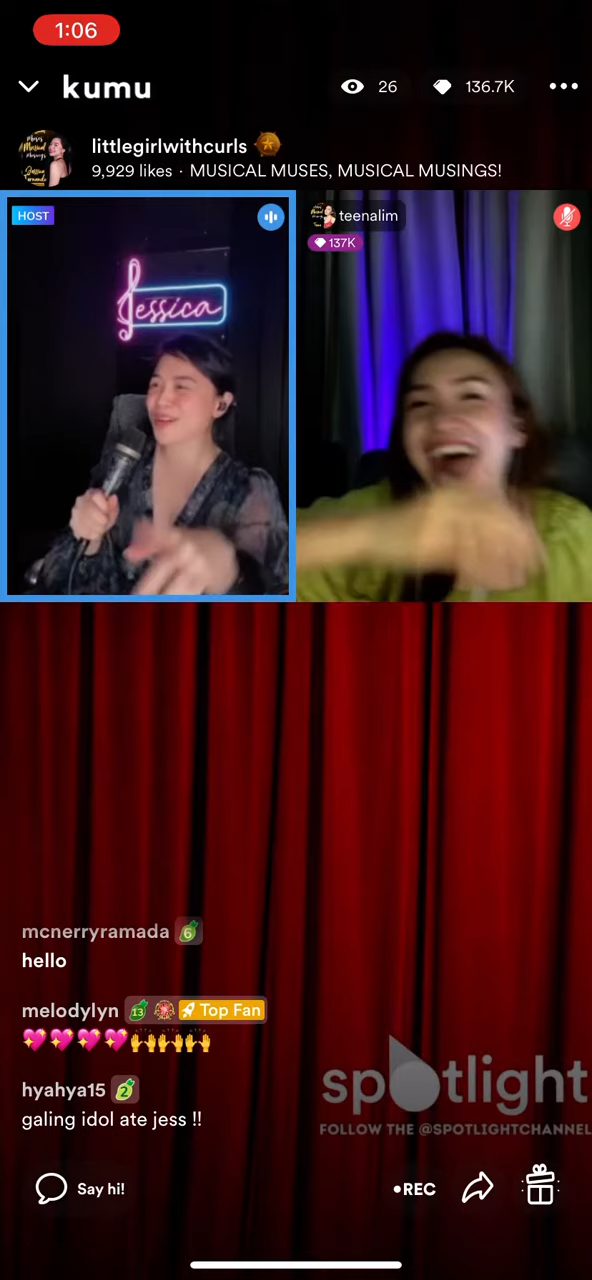 1:06
kumu
26
136.7K
littlegirlwithcurls
9,929 likes · MUSICAL MUSES, MUSICAL MUSINGS!
HOST
teenalim
137K
Jessica
mcnerryramada 6
hello
melodylyn 13 Top Fan
💖💖💖💖🙌🙌🙌
hyahya15 2
galing idol ate jess !!
spotlight
FOLLOW THE @SPOTLIGHTCHANNEL
Say hi!
•REC